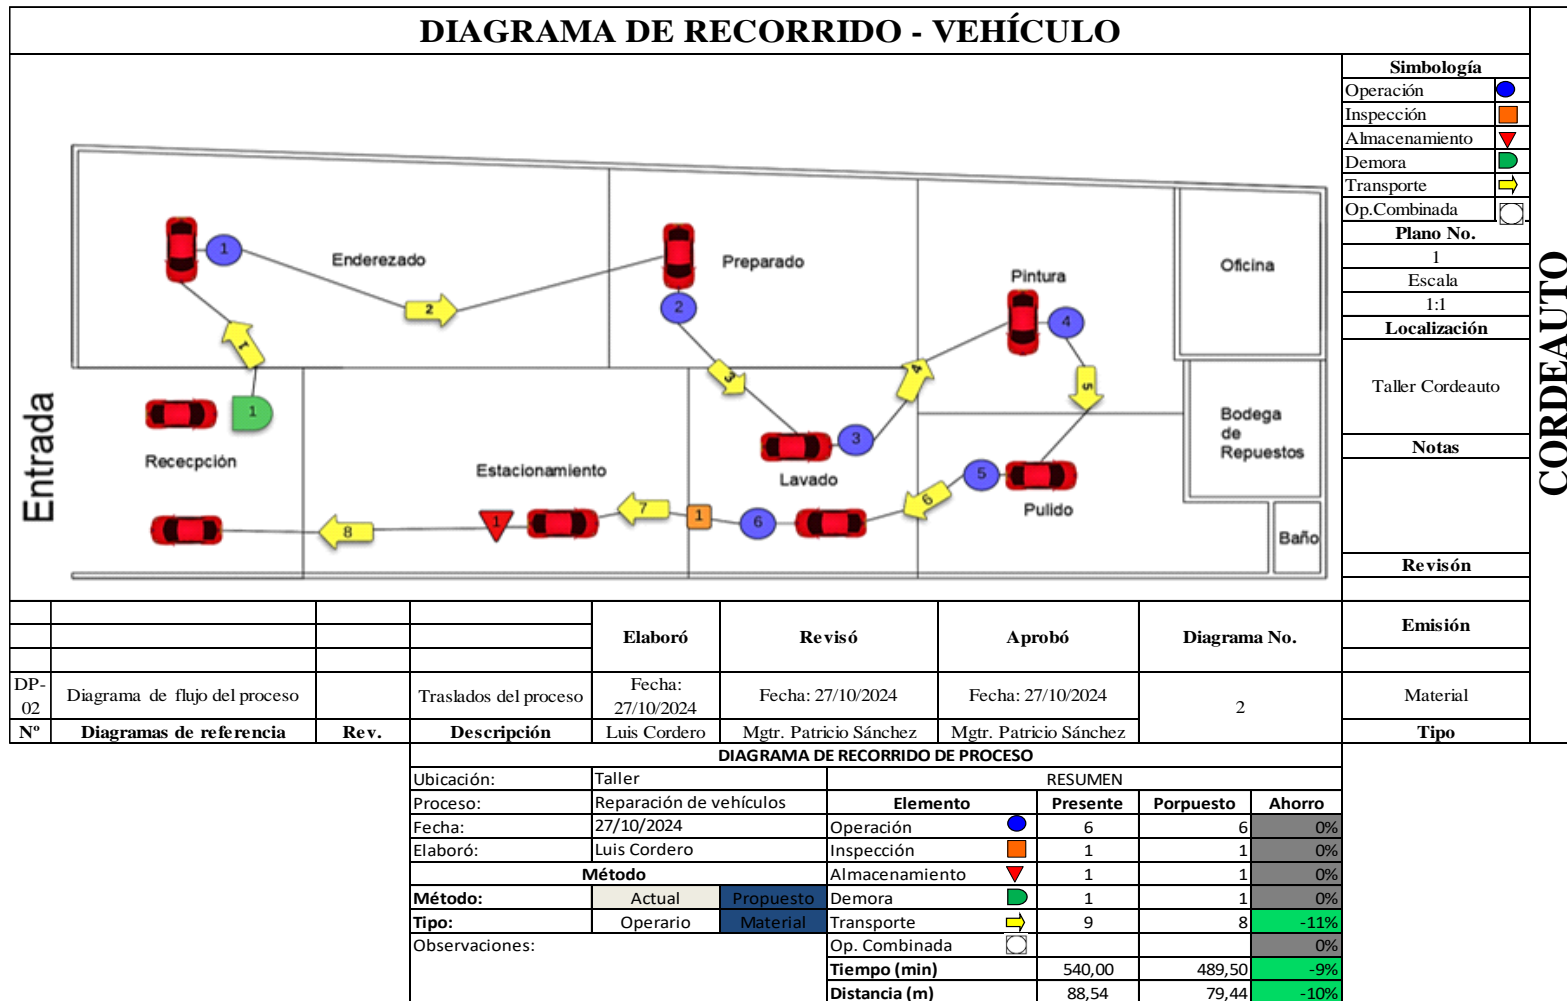 DIAGRAMA DE RECORRIDO - VEHÍCULO
CORDEAUTO
Simbología
Operación
Inspección
Almacenamiento
Demora
Transporte
Op.Combinada
Plano No.
1
Escala
1:1
Localización
Taller Cordeauto
Notas
Revisón
Emisión
Material
Tipo
Entrada
1
Enderezado
2
Preparado
2
Pintura
4
Oficina
1
3
4
5
1
Rececpción
Estacionamiento
3
Lavado
5
Pulido
6
Bodega
de
Repuestos
Baño
8
1
7
1
6
Elaboró
Revisó
Aprobó
Diagrama No.
DP-02
Diagrama de flujo del proceso
Traslados del proceso
Fecha:
27/10/2024
Fecha: 27/10/2024
Fecha: 27/10/2024
2
Nº
Diagramas de referencia
Rev.
Descripción
Luis Cordero
Mgtr. Patricio Sánchez
Mgtr. Patricio Sánchez
DIAGRAMA DE RECORRIDO DE PROCESO
Ubicación: Taller
RESUMEN
Proceso: Reparación de vehículos
Elemento Presente Porpuesto Ahorro
Fecha: 27/10/2024
Operación 6 6 0%
Elaboró: Luis Cordero
Inspección 1 1 0%
Método
Almacenamiento 1 1 0%
Método: Actual Propuesto
Demora 1 1 0%
Tipo: Operario Material
Transporte 9 8 -11%
Observaciones:
Op. Combinada 0%
Tiempo (min) 540,00 489,50 -9%
Distancia (m) 88,54 79,44 -10%